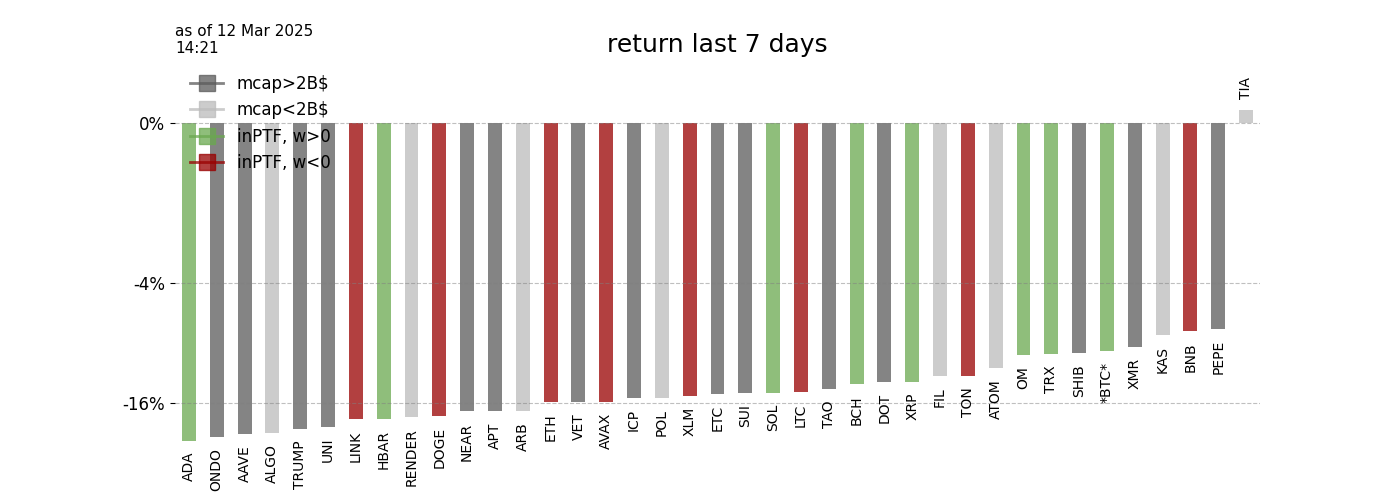 as of 12 Mar 2025
14:21
return last 7 days
mcap>2B$
mcap<2B$
inPTF, w>0
inPTF, w<0
0%
-4%
-16%
ADA
ONDO
AAVE
ALGO
TRUMP
UNI
LINK
HBAR
RENDER
DOGE
NEAR
APT
ARB
ETH
VET
AVAX
ICP
POL
XLM
ETC
SUI
SOL
LTC
TAO
BCH
DOT
XRP
FIL
TON
ATOM
OM
TRX
SHIB
*BTC*
XMR
KAS
BNB
PEPE
TIA